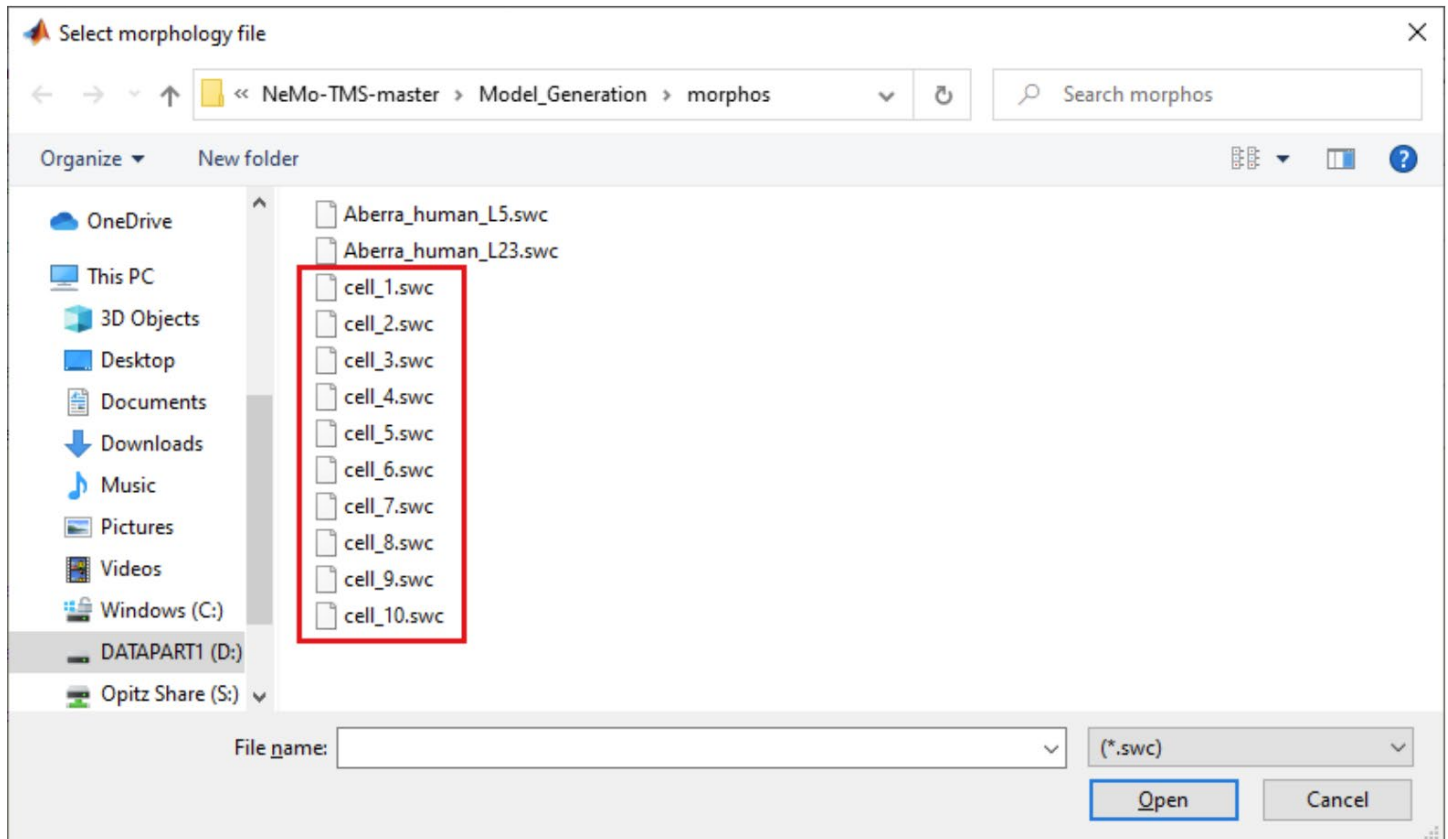 Select morphology file
« NeMo-TMS-master > Model_Generation > morphos
Search morphos
Organize
New folder
?
OneDrive
This PC
3D Objects
Desktop
Documents
Downloads
Music
Pictures
Videos
Windows (C:)
DATAPART1 (D:)
Opitz Share (S:)
Aberra_human_L5.swc
Aberra_human_L23.swc
cell_1.swc
cell_2.swc
cell_3.swc
cell_4.swc
cell_5.swc
cell_6.swc
cell_7.swc
cell_8.swc
cell_9.swc
cell_10.swc
File name:
(*.swc)
Open
Cancel